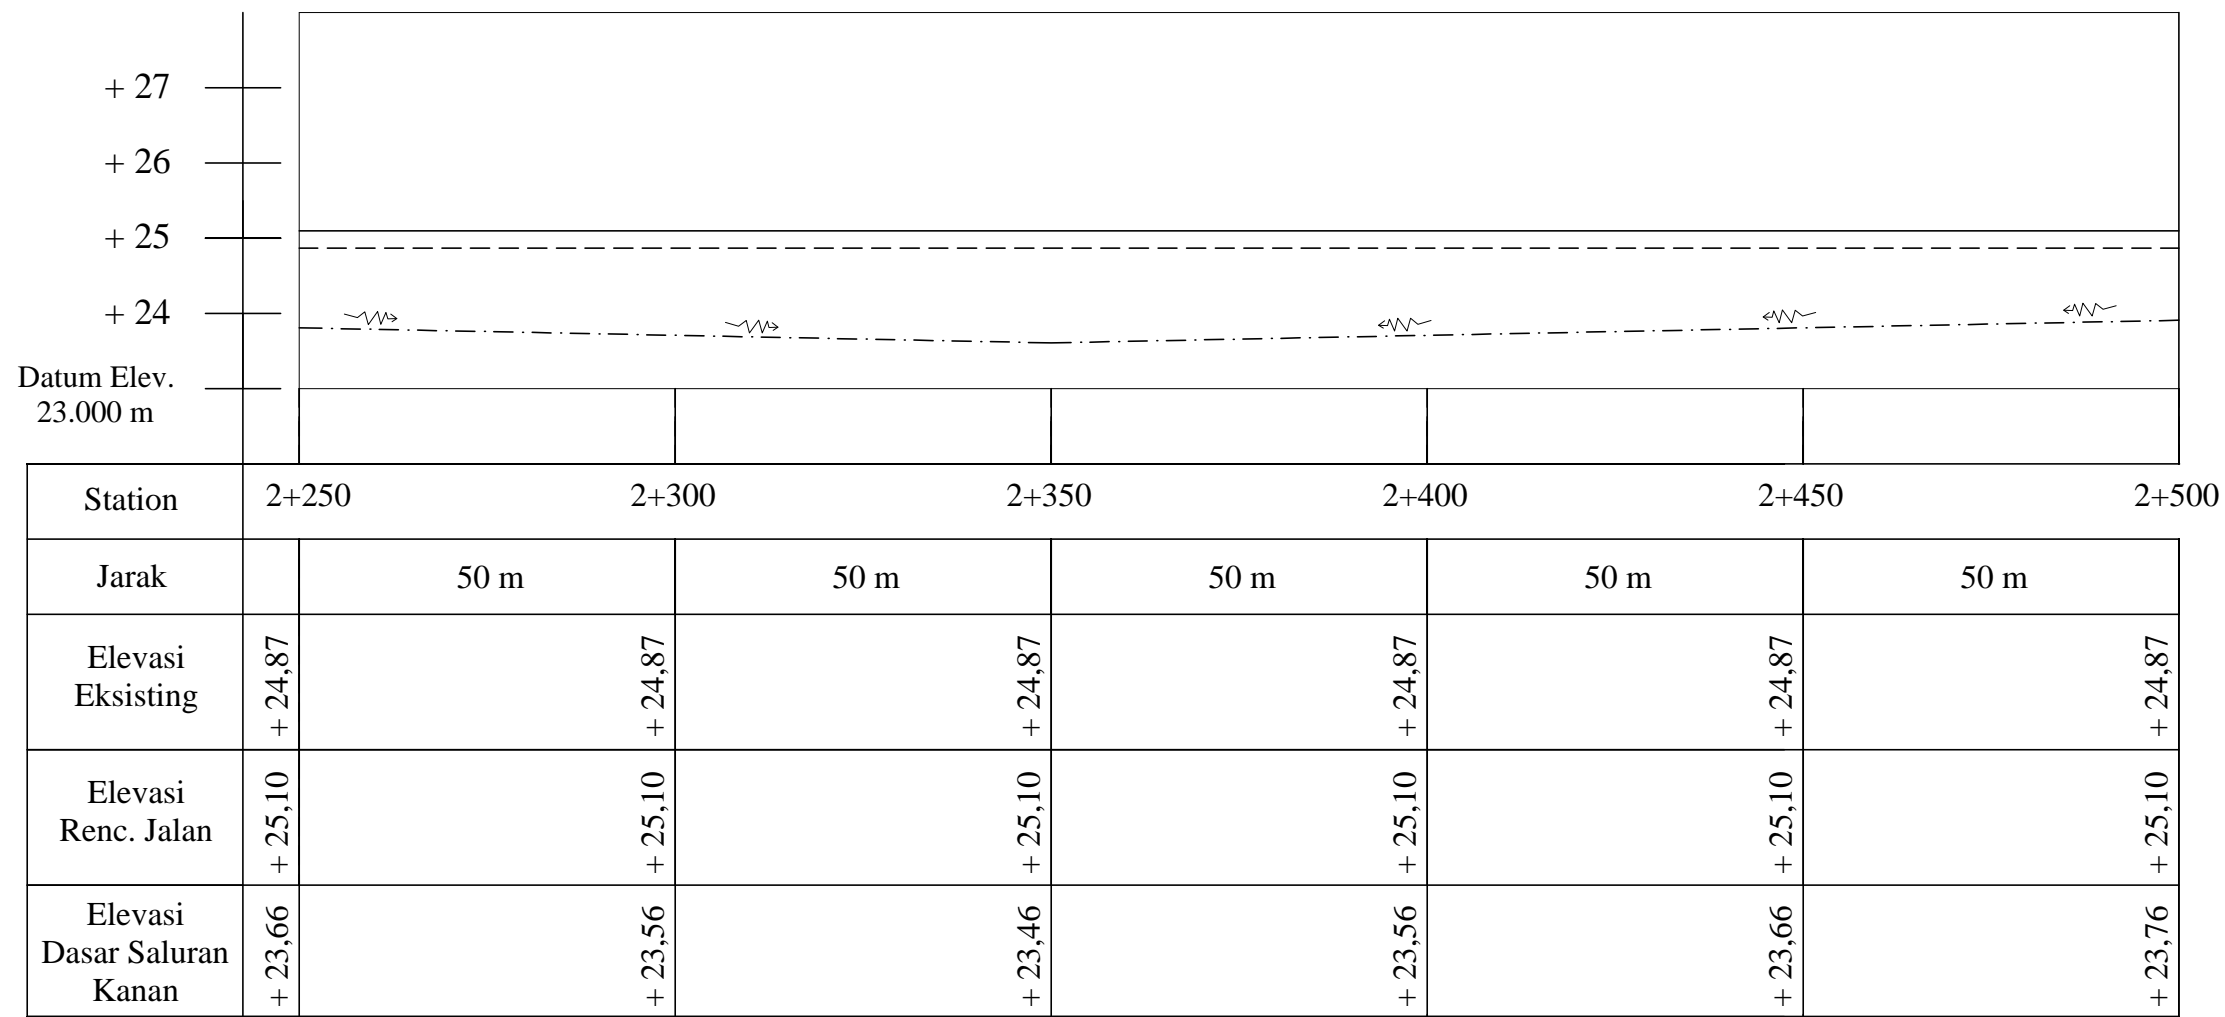 + 27
+ 26
+ 25
+ 24
Datum Elev.
23.000 m
Station 2+250 2+300 2+350 2+400 2+450 2+500
Jarak 50 m 50 m 50 m 50 m 50 m
Elevasi
Eksisting
+ 24,87 + 24,87 + 24,87 + 24,87 + 24,87 + 24,87
Elevasi
Renc. Jalan
+ 25,10 + 25,10 + 25,10 + 25,10 + 25,10 + 25,10
Elevasi
Dasar Saluran
Kanan
+ 23,66 + 23,56 + 23,46 + 23,56 + 23,66 + 23,76